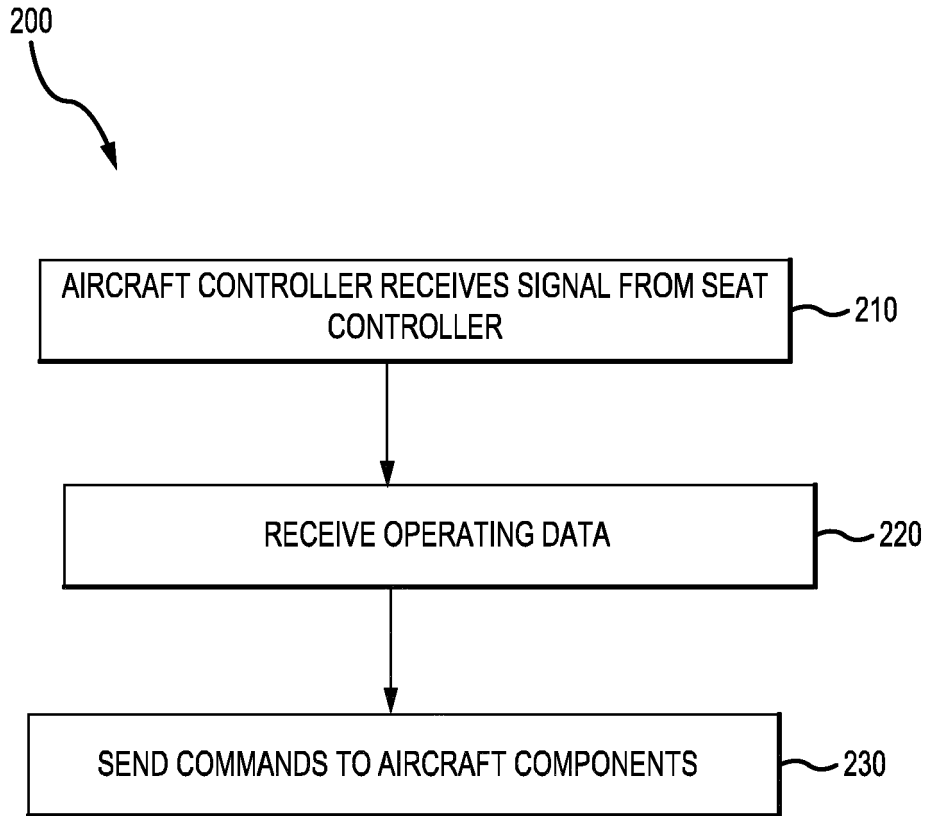 200
AIRCRAFT CONTROLLER RECEIVES SIGNAL FROM SEAT
CONTROLLER
210
RECEIVE OPERATING DATA
220
SEND COMMANDS TO AIRCRAFT COMPONENTS
230